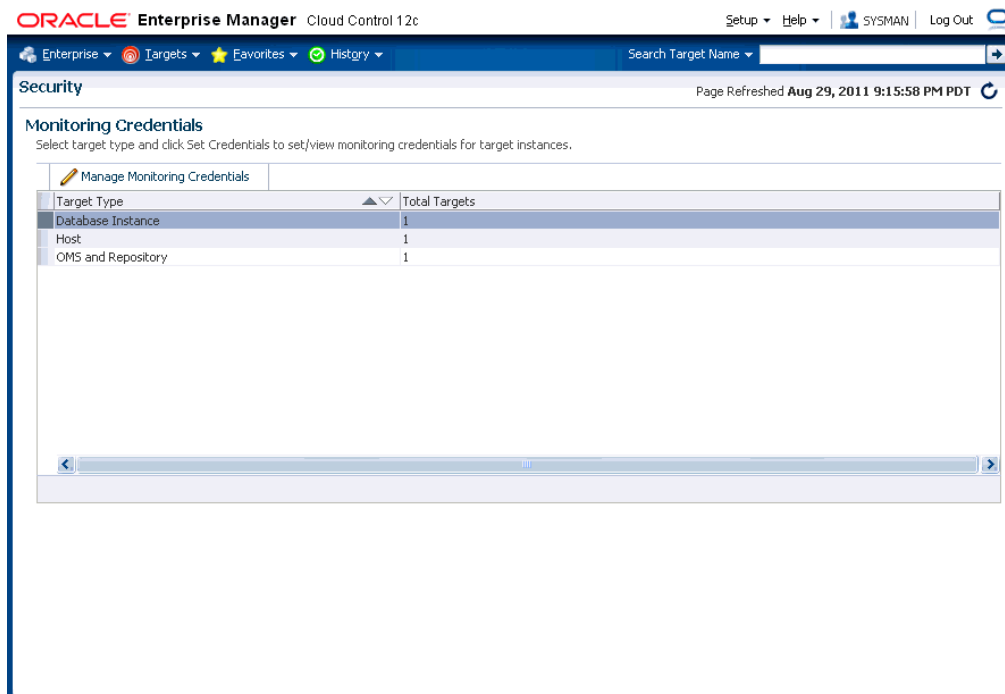 ORACLE Enterprise Manager Cloud Control 12c
Setup Help SYSMAN Log Out
Enterprise Targets Favorites History Search Target Name
Security
Page Refreshed Aug 29, 2011 9:15:58 PM PDT
Monitoring Credentials
Select target type and click Set Credentials to set/view monitoring credentials for target instances.
Manage Monitoring Credentials
Target Type Total Targets
Database Instance 1
Host 1
OMS and Repository 1